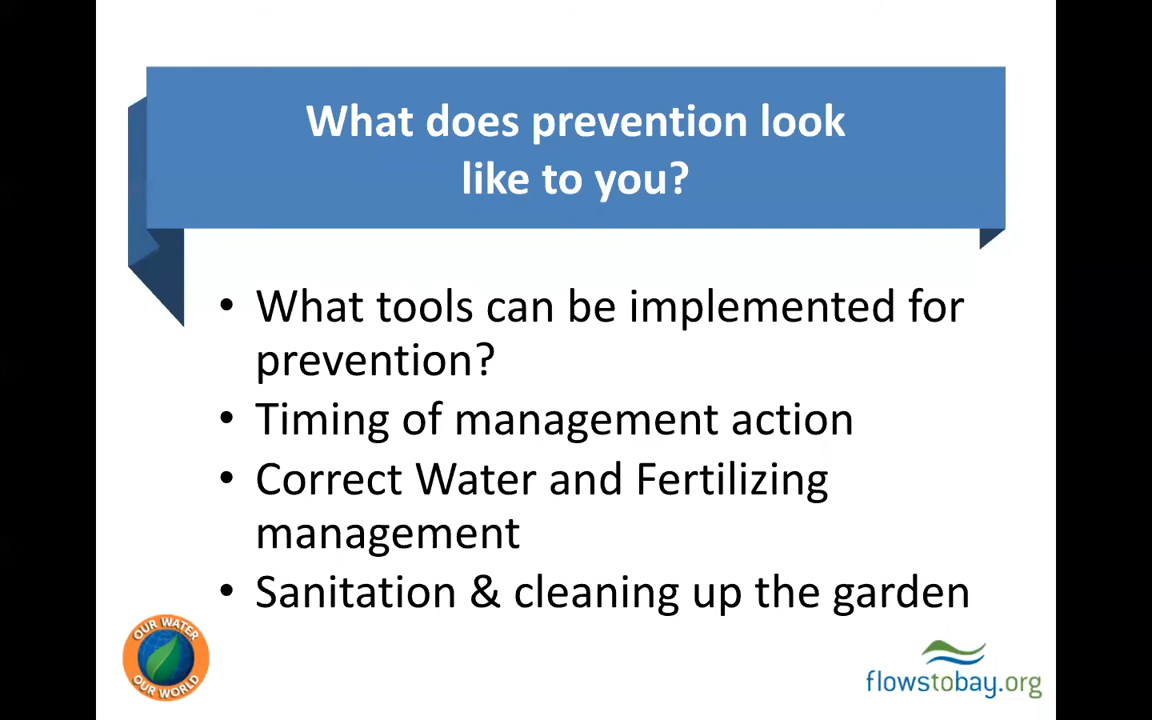 What does prevention look
like to you?
• What tools can be implemented for
prevention?
• Timing of management action
• Correct Water and Fertilizing
management
• Sanitation & cleaning up the garden
OUR WATER
OUR WORLD
flowstobay.org